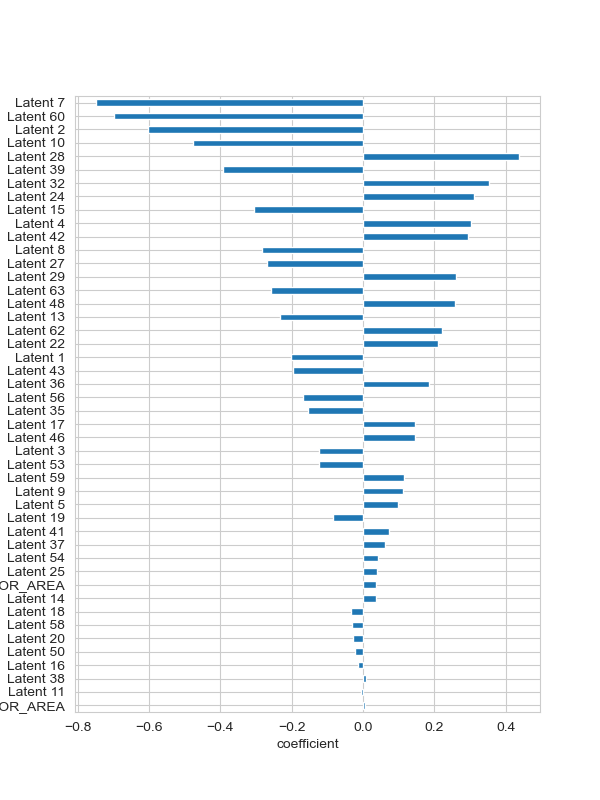 Latent 7
Latent 60
Latent 2
Latent 10
Latent 28
Latent 39
Latent 32
Latent 24
Latent 15
Latent 4
Latent 42
Latent 8
Latent 27
Latent 29
Latent 63
Latent 48
Latent 13
Latent 62
Latent 22
Latent 1
Latent 43
Latent 36
Latent 56
Latent 35
Latent 17
Latent 46
Latent 3
Latent 53
Latent 59
Latent 9
Latent 5
Latent 19
Latent 41
Latent 37
Latent 54
Latent 25
OR_AREA
Latent 14
Latent 18
Latent 58
Latent 20
Latent 50
Latent 16
Latent 38
Latent 11
OR_AREA
−0.8 −0.6 −0.4 −0.2 0.0 0.2 0.4
coefficient